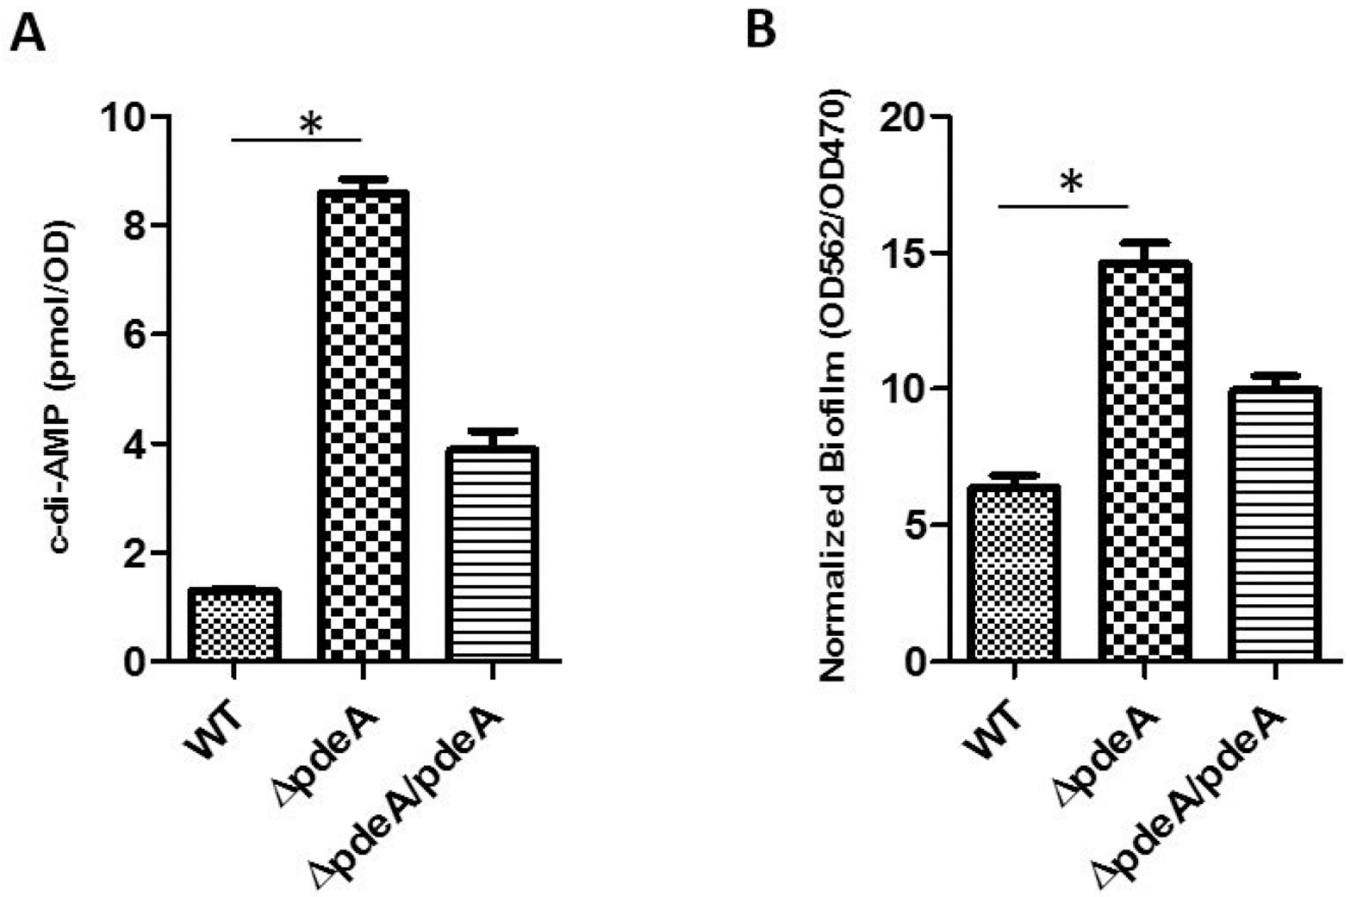 A
c-di-AMP (pmol/OD)
10
8
6
4
2
0
*
WT
ΔpdeA
ΔpdeA/pdeA
B
Normalized Biofilm (OD562/OD470)
20
15
10
5
0
*
WT
ΔpdeA
ΔpdeA/pdeA